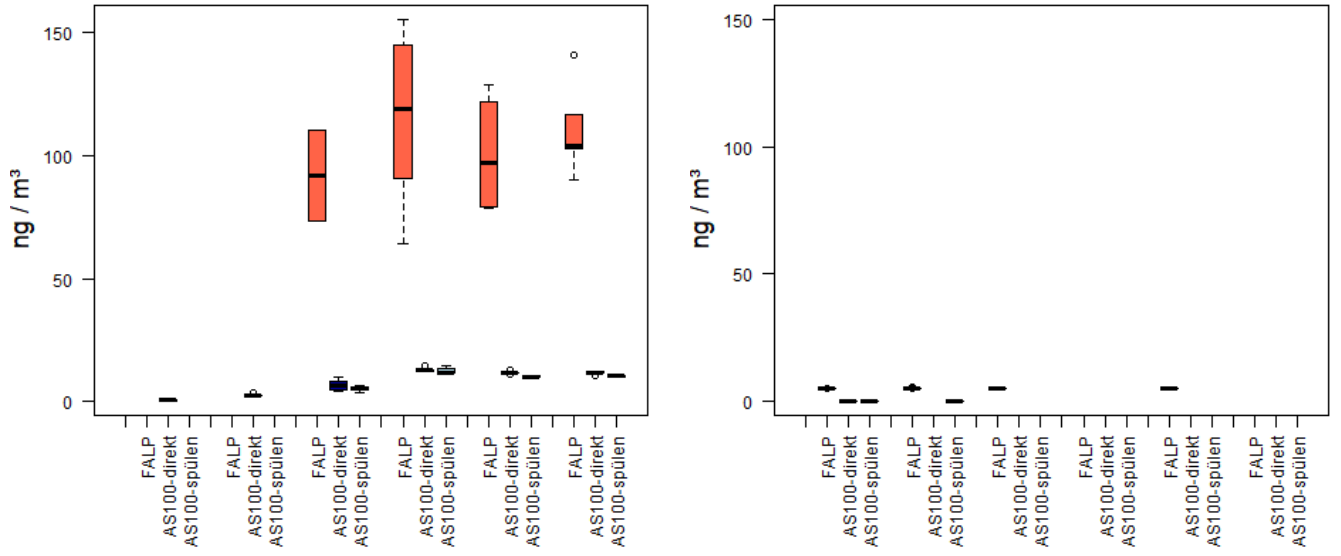 ng / m³
150
100
50
0
FALP
AS100-direkt
AS100-spülen
FALP
AS100-direkt
AS100-spülen
FALP
AS100-direkt
AS100-spülen
FALP
AS100-direkt
AS100-spülen
FALP
AS100-direkt
AS100-spülen
FALP
AS100-direkt
AS100-spülen
ng / m³
150
100
50
0
FALP
AS100-direkt
AS100-spülen
FALP
AS100-direkt
AS100-spülen
FALP
AS100-direkt
AS100-spülen
FALP
AS100-direkt
AS100-spülen
FALP
AS100-direkt
AS100-spülen
FALP
AS100-direkt
AS100-spülen